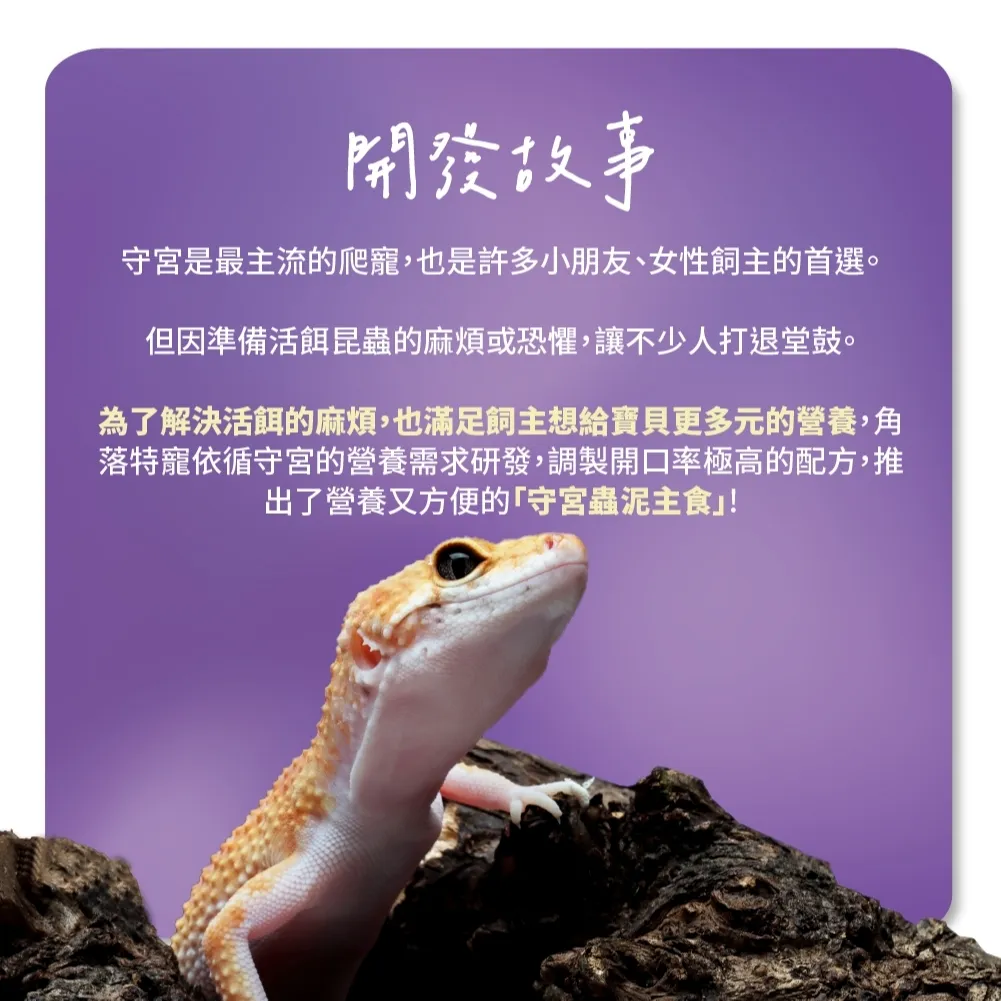 開發故事
守宮是最主流的爬寵,也是許多小朋友、女性飼主的首選。
但因準備活餌昆蟲的麻煩或恐懼,讓不少人打退堂鼓。
為了解決活餌的麻煩,也滿足飼主想給寶貝更多元的營養,角
落特寵依循守宮的營養需求研發,調製開口率極高的配方,推
出了營養又方便的「守宮蟲泥主食」!